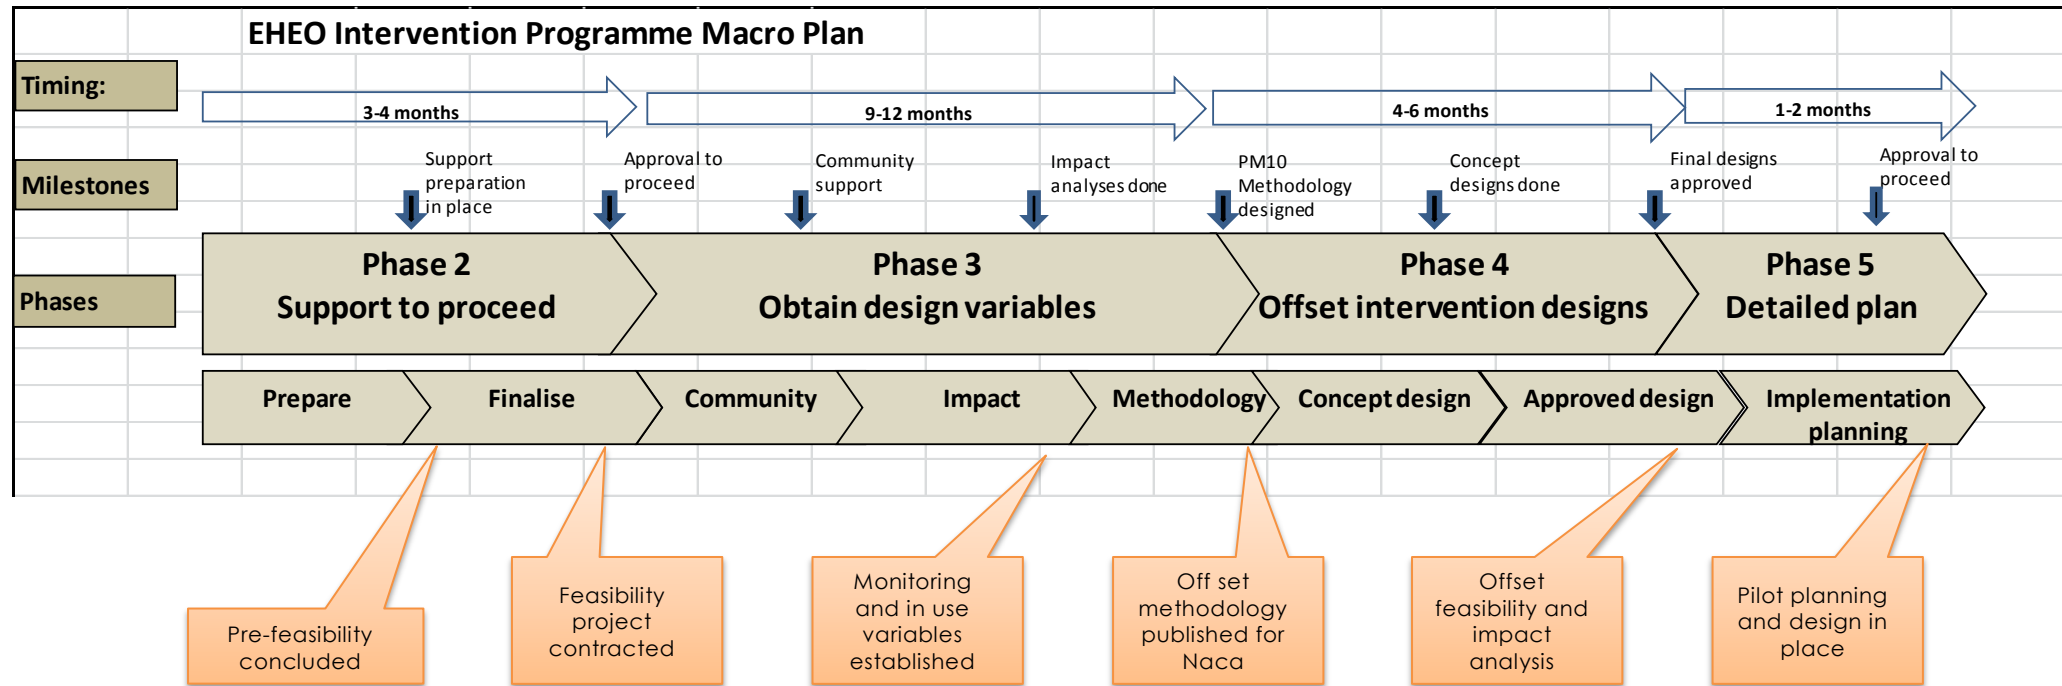 EHEO Intervention Programme Macro Plan
Timing:
3-4 months
9-12 months
4-6 months
1-2 months
Milestones
Support
preparation
in place
Approval to
proceed
Community
support
Impact
analyses done
PM10
Methodology
designed
Concept
designs done
Final designs
approved
Approval to
proceed
Phases
Phase 2
Support to proceed
Phase 3
Obtain design variables
Phase 4
Offset intervention designs
Phase 5
Detailed plan
Prepare
Finalise
Community
Impact
Methodology
Concept design
Approved design
Implementation
planning
Pre-feasibility
concluded
Feasibility
project
contracted
Monitoring
and in use
variables
established
Off set
methodology
published for
Naca
Offset
feasibility and
impact
analysis
Pilot planning
and design in
place